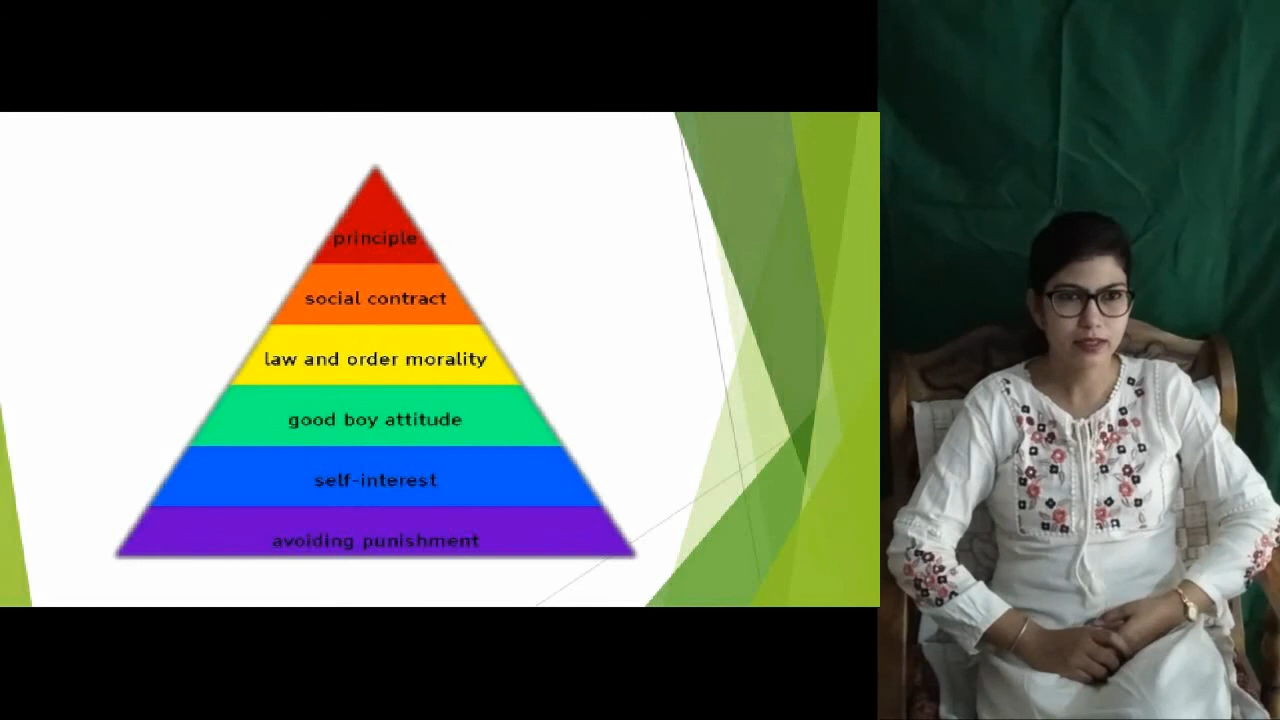 principle
social contract
law and order morality
good boy attitude
self-interest
avoiding punishment